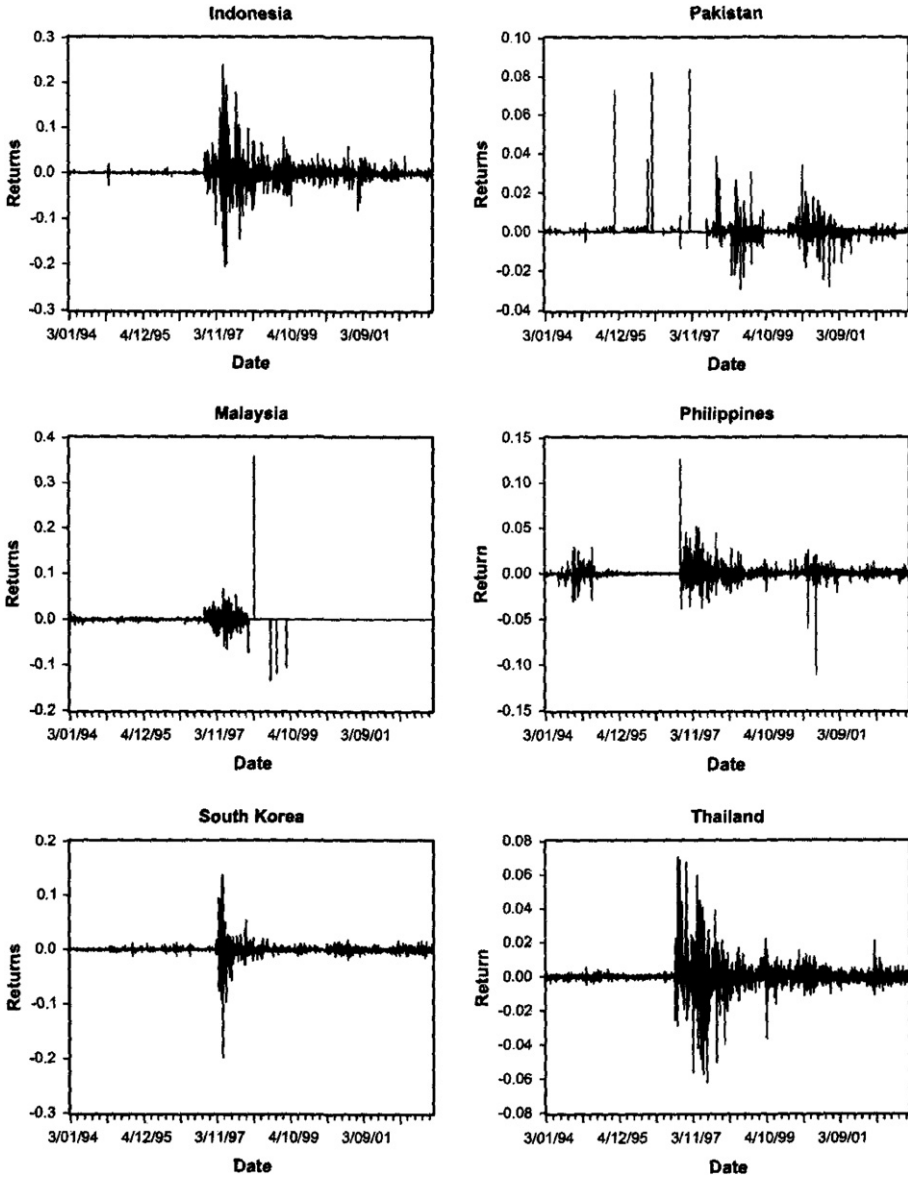 Indonesia
0.3
0.2
0.1
0.0
-0.1
-0.2
-0.3
Returns
3/01/94 4/12/95 3/11/97 4/10/99 3/09/01
Date
Pakistan
0.10
0.08
0.06
0.04
0.02
0.00
-0.02
-0.04
Returns
3/01/94 4/12/95 3/11/97 4/10/99 3/09/01
Date
Malaysia
0.4
0.3
0.2
0.1
0.0
-0.1
-0.2
Returns
3/01/94 4/12/95 3/11/97 4/10/99 3/09/01
Date
Philippines
0.15
0.10
0.05
0.00
-0.05
-0.10
-0.15
Return
3/01/94 4/12/95 3/11/97 4/10/99 3/09/01
Date
South Korea
0.2
0.1
0.0
-0.1
-0.2
-0.3
Returns
3/01/94 4/12/95 3/11/97 4/10/99 3/09/01
Date
Thailand
0.08
0.06
0.04
0.02
0.00
-0.02
-0.04
-0.06
-0.08
Return
3/01/94 4/12/95 3/11/97 4/10/99 3/09/01
Date